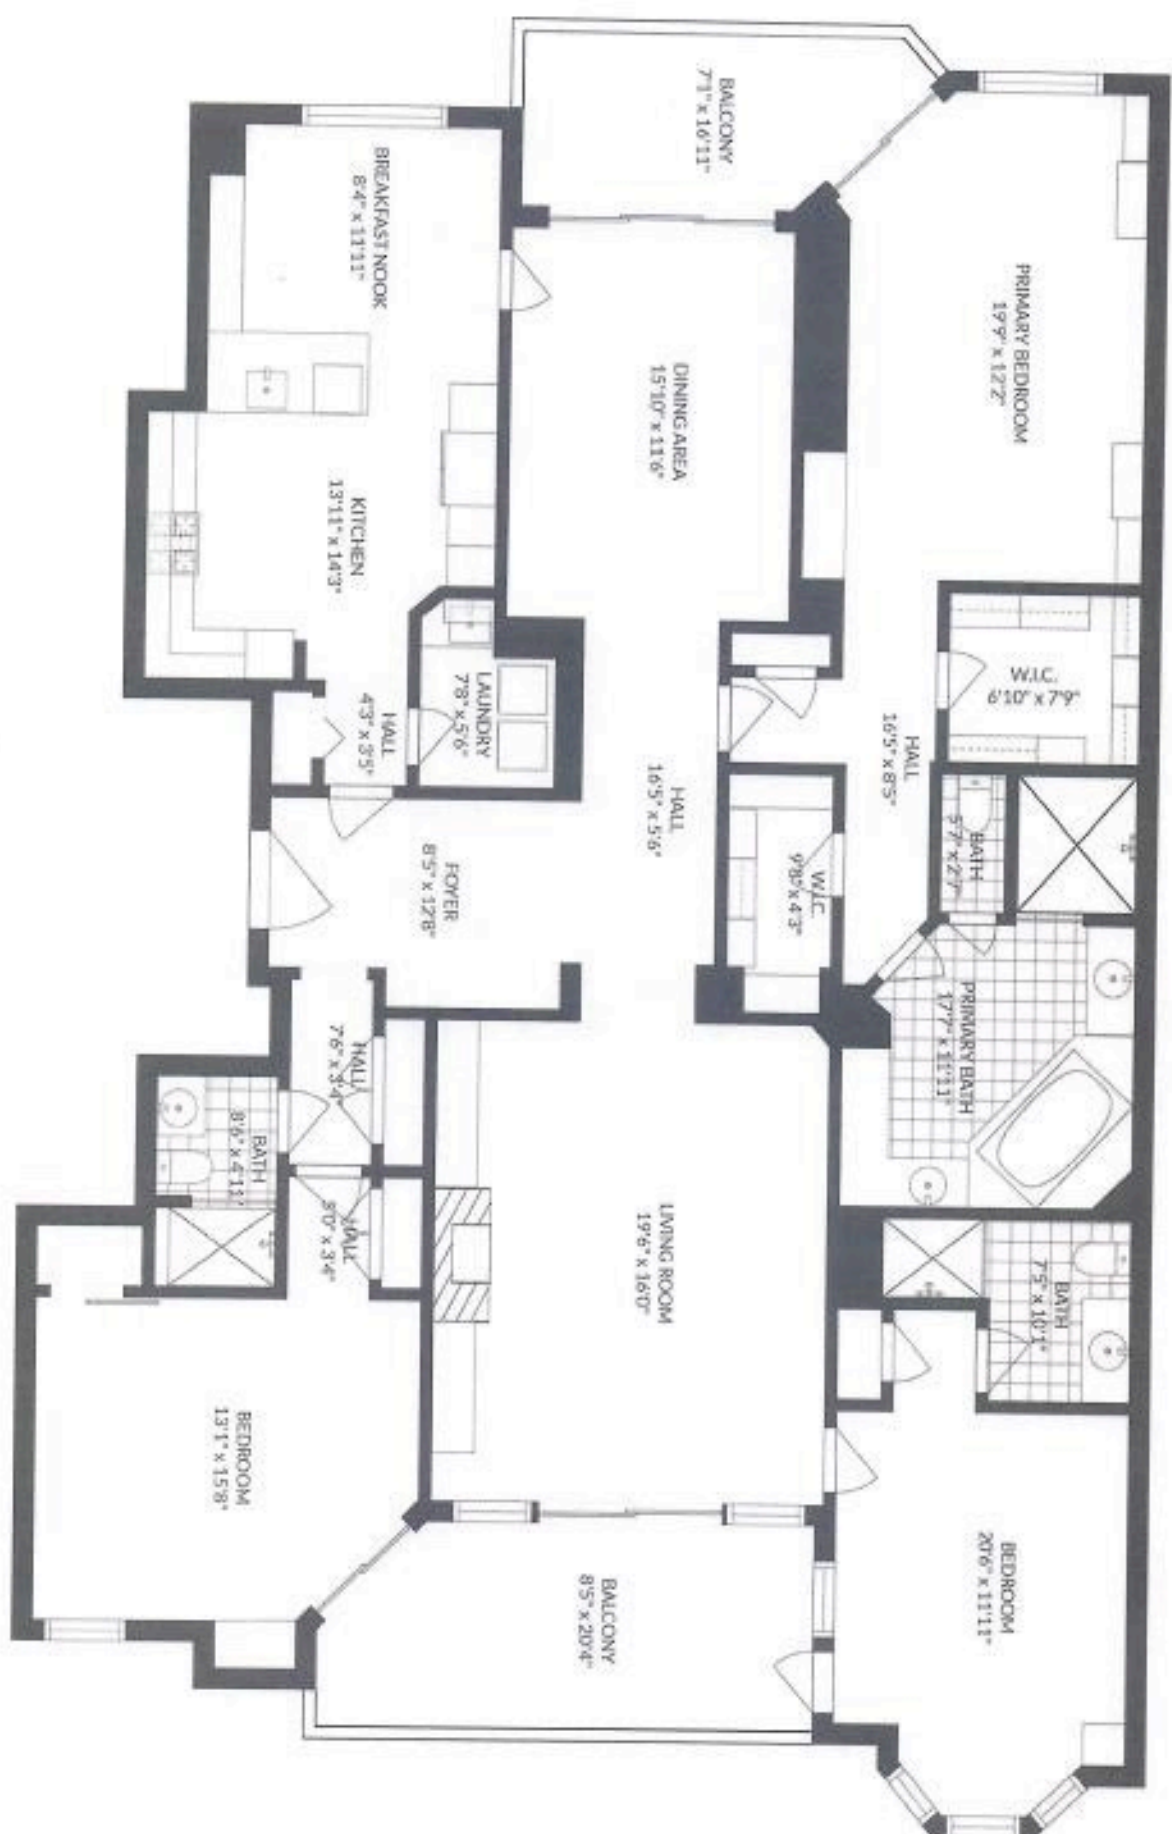 BALCONY
7'1" x 16'11"
PRIMARY BEDROOM
19'9" x 12'2"
BREAKFAST NOOK
8'4" x 11'11"
DINING AREA
15'10" x 11'6"
KITCHEN
13'11" x 14'3"
W.I.C.
6'10" x 7'9"
LAUNDRY
7'8" x 5'6"
HALL
4'3" x 3'5"
HALL
16'5" x 8'5"
HALL
16'5" x 5'6"
BATH
5'7" x 2'7"
W.I.C.
9'8" x 4'3"
FOYER
8'5" x 12'8"
PRIMARY BATH
17'7" x 11'11"
HALL
7'6" x 3'4"
BATH
8'6" x 4'11"
HALL
5'0" x 3'4"
LIVING ROOM
19'6" x 16'0"
BATH
7'5" x 10'1"
BEDROOM
13'1" x 15'8"
BEDROOM
20'6" x 11'11"
BALCONY
8'5" x 20'4"